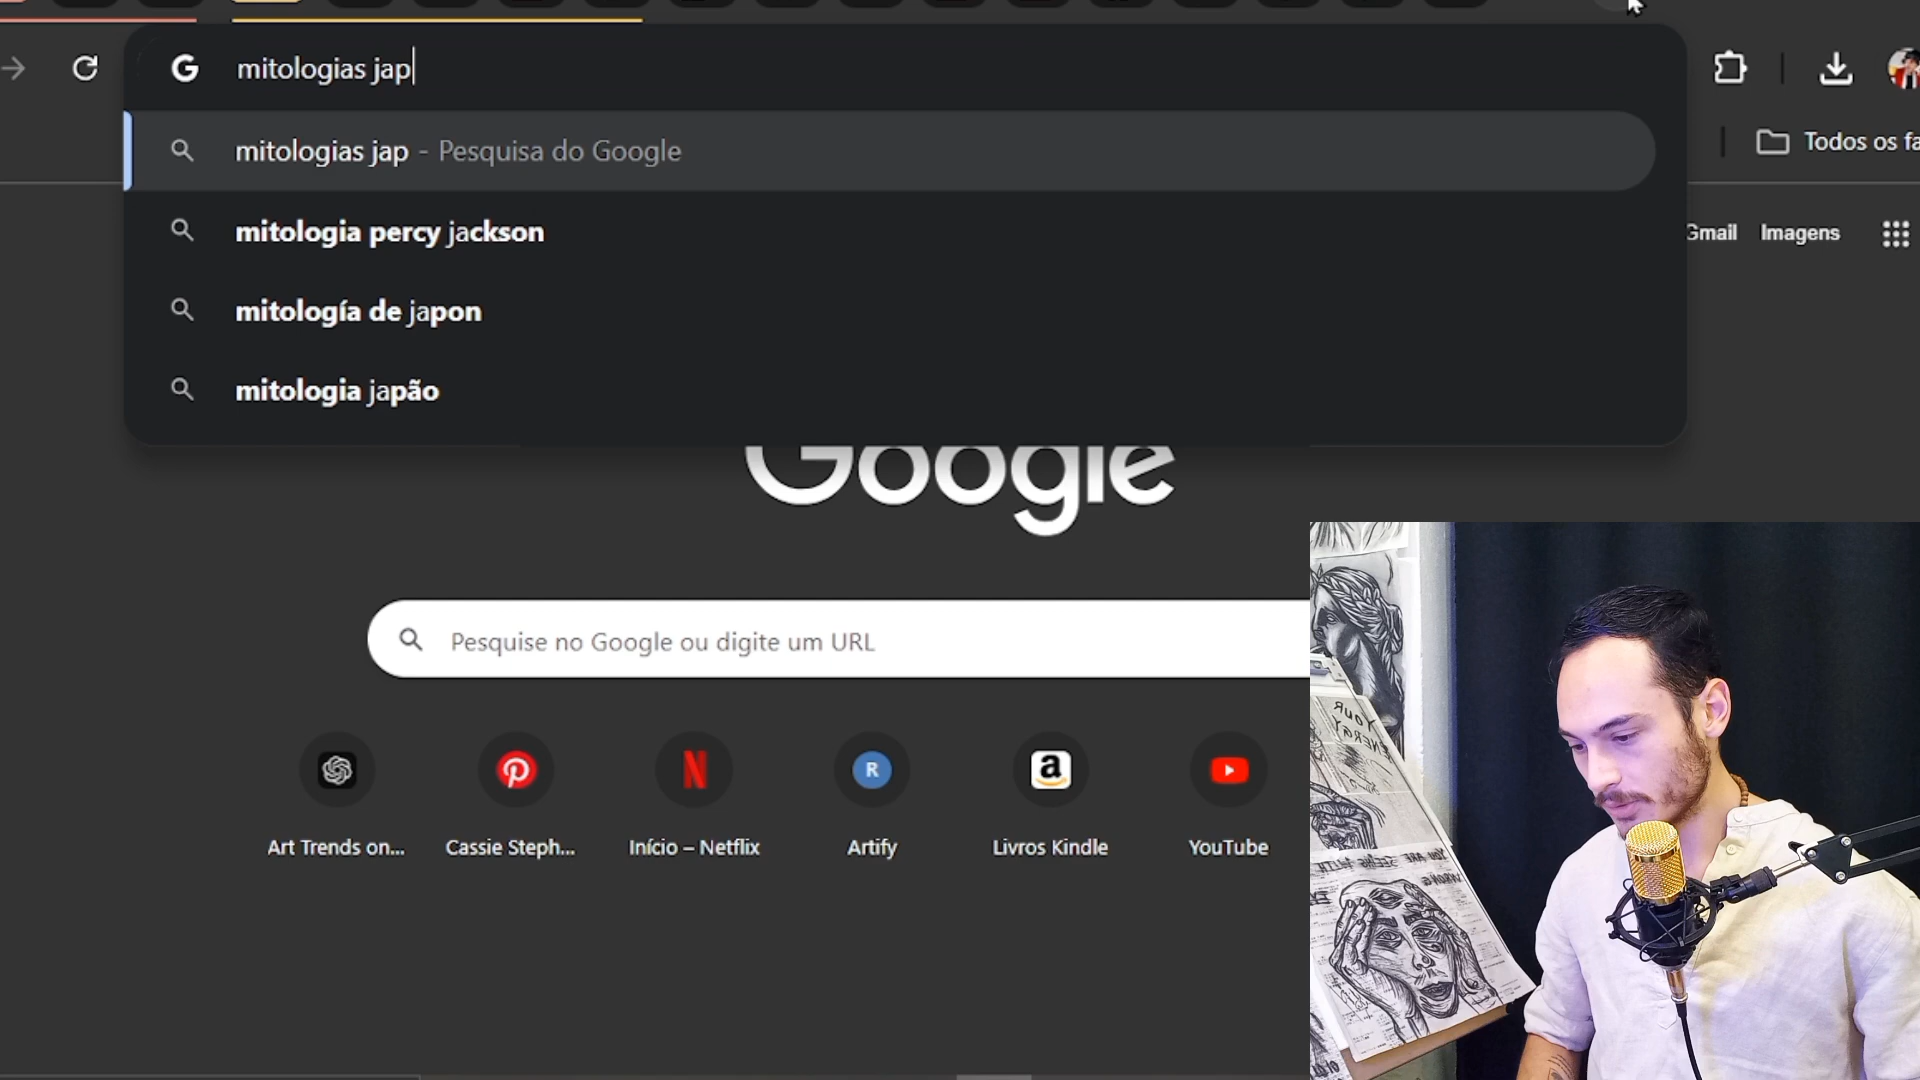 mitologias jap
mitologias jap - Pesquisa do Google
Todos os fa
mitologia percy jackson
Gmail
Imagens
mitología de japon
mitologia japão
Google
Pesquise no Google ou digite um URL
R
a
Art Trends on...
Cassie Steph...
Início – Netflix
Artify
Livros Kindle
YouTube
YOUR
ENERGY